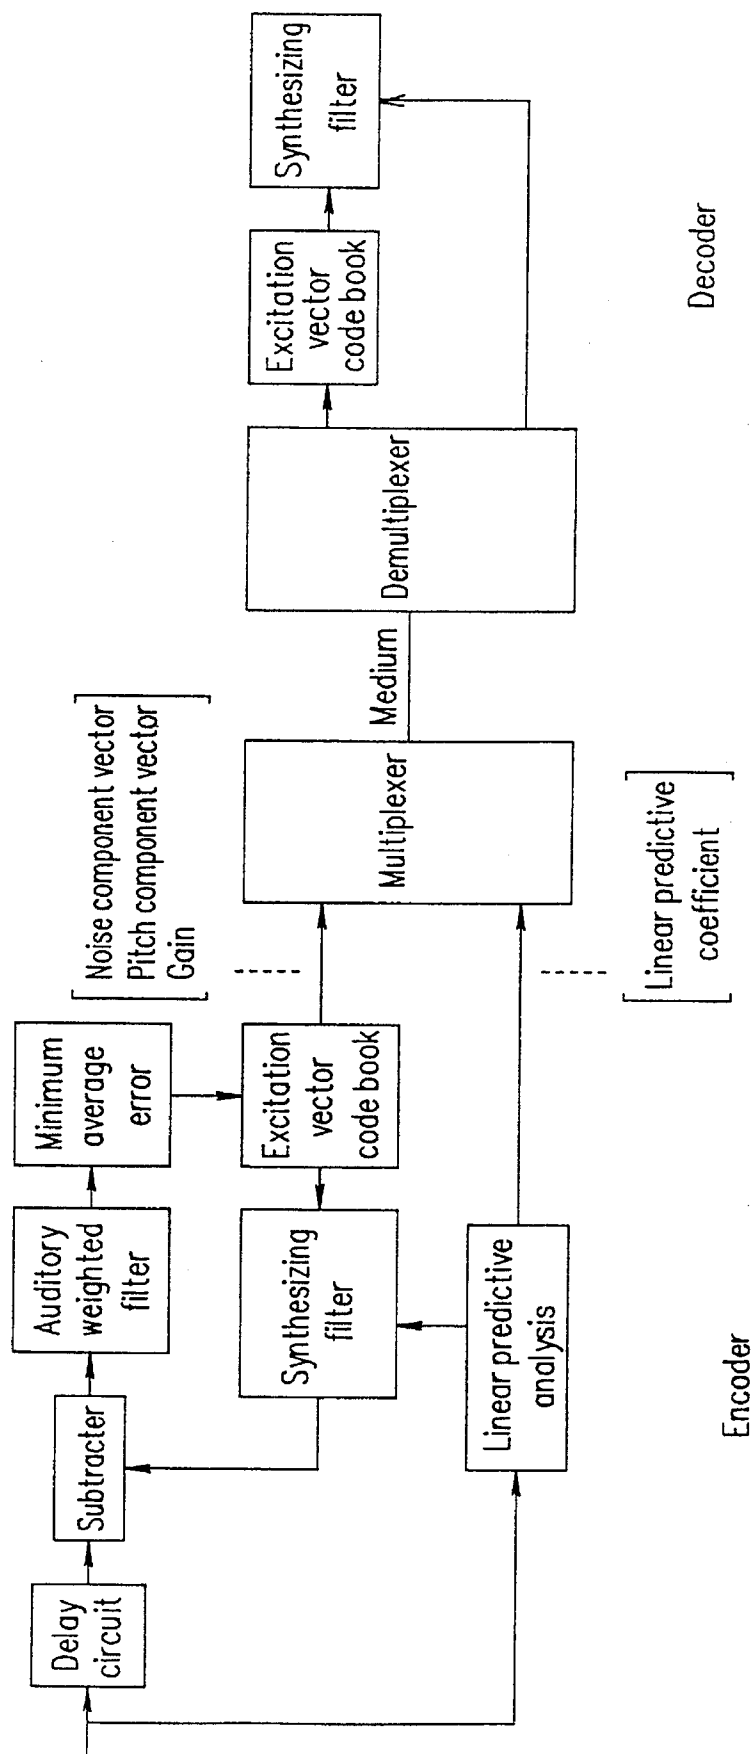 Delay
circuit
Subtracter
Auditory
weighted
filter
Minimum
average
error
Noise component vector
Pitch component vector
Gain
Synthesizing
filter
Excitation
vector
code book
Linear predictive
analysis
Linear predictive
coefficient
Multiplexer
Medium
Demultiplexer
Excitation
vector
code book
Synthesizing
filter
Encoder
Decoder